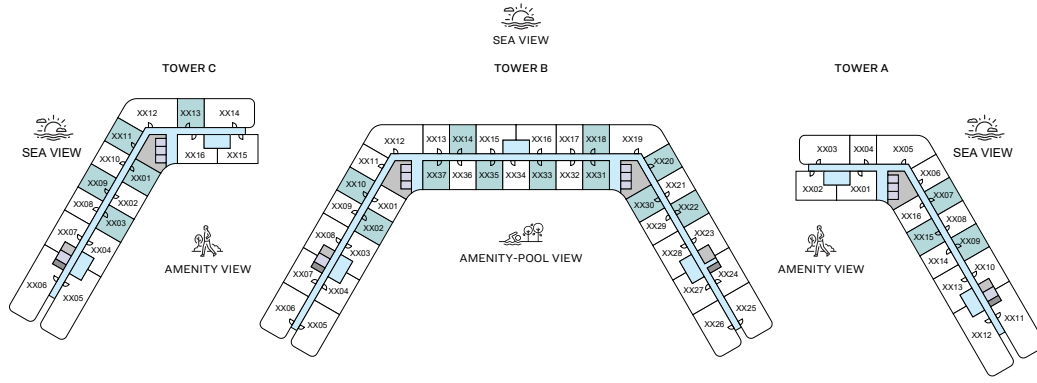 SEA VIEW
TOWER C
TOWER B
TOWER A
SEA VIEW
XX12
XX13
XX14
XX11
XX10
XX09
XX08
XX07
XX06
XX16
XX15
XX01
XX02
XX03
XX04
XX05
AMENITY VIEW
XX12
XX13
XX14
XX15
XX16
XX17
XX18
XX19
XX11
XX10
XX09
XX08
XX07
XX06
XX37
XX36
XX35
XX34
XX33
XX32
XX31
XX01
XX02
XX03
XX04
XX05
XX20
XX21
XX22
XX23
XX24
XX25
XX30
XX29
XX28
XX27
XX26
AMENITY-POOL VIEW
SEA VIEW
XX03
XX04
XX05
XX02
XX01
XX06
XX07
XX08
XX09
XX10
XX11
XX16
XX15
XX14
XX13
XX12
AMENITY VIEW